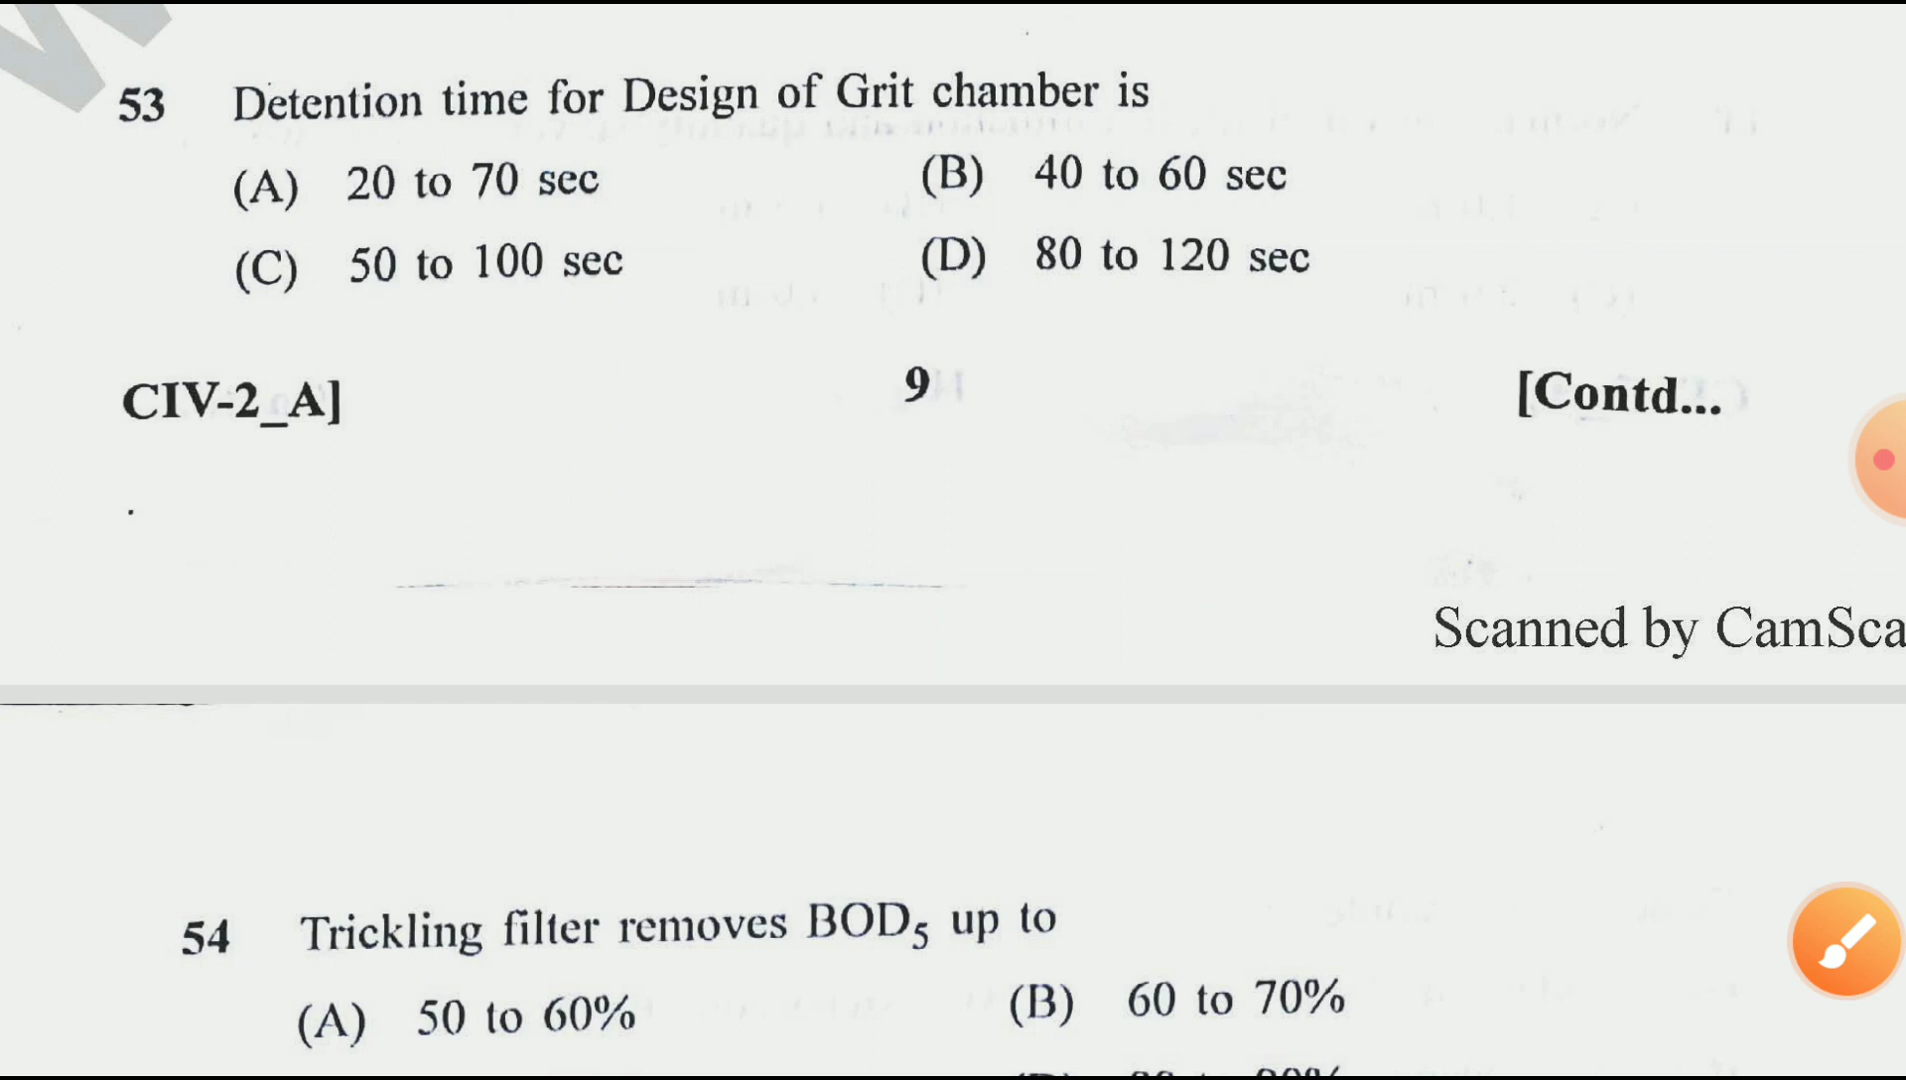 53 Detention time for Design of Grit chamber is
(A) 20 to 70 sec (B) 40 to 60 sec
(C) 50 to 100 sec (D) 80 to 120 sec
CIV-2_A] 9 [Contd...
Scanned by CamSca
54 Trickling filter removes BOD₅ up to
(A) 50 to 60% (B) 60 to 70%